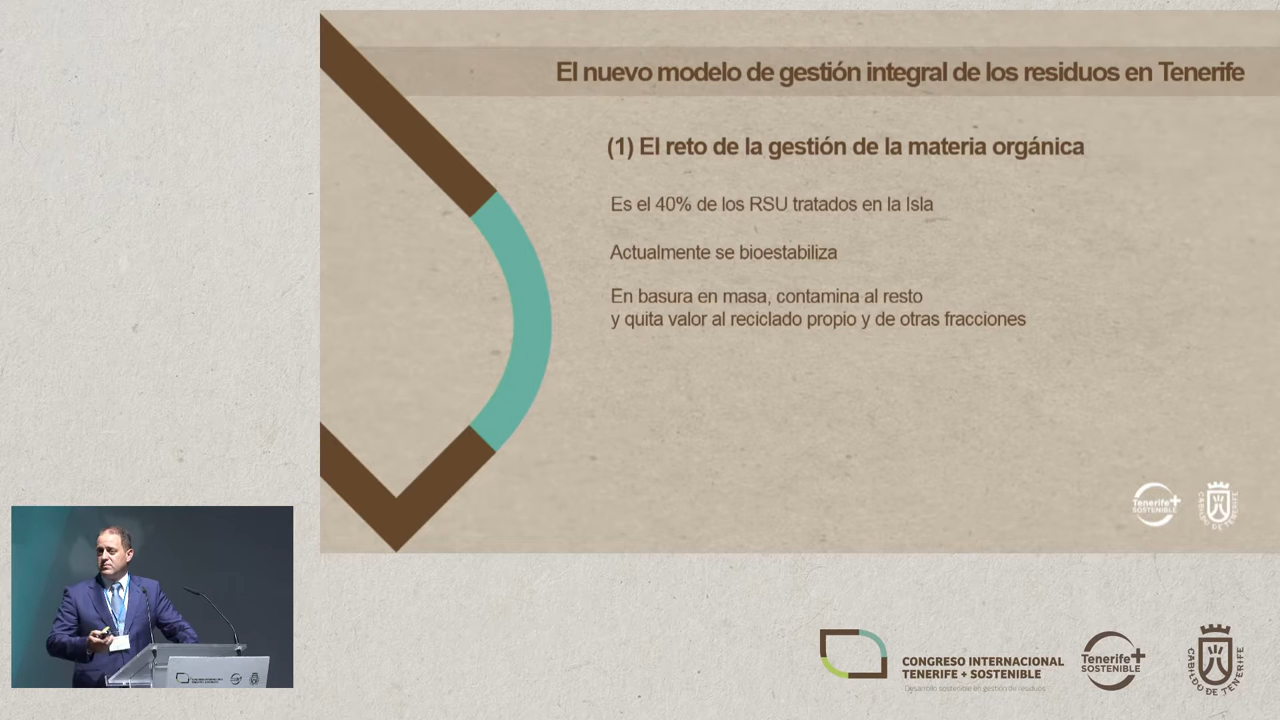 El nuevo modelo de gestión integral de los residuos en Tenerife
(1) El reto de la gestión de la materia orgánica
Es el 40% de los RSU tratados en la Isla
Actualmente se bioestabiliza
En basura en masa, contamina al resto
y quita valor al reciclado propio y de otras fracciones
Tenerife+
SOSTENIBLE
CABILDO DE TENERIFE
CONGRESO INTERNACIONAL
TENERIFE + SOSTENIBLE
Desarrollo sostenible en gestión de residuos
Tenerife+
SOSTENIBLE
CABILDO DE TENERIFE